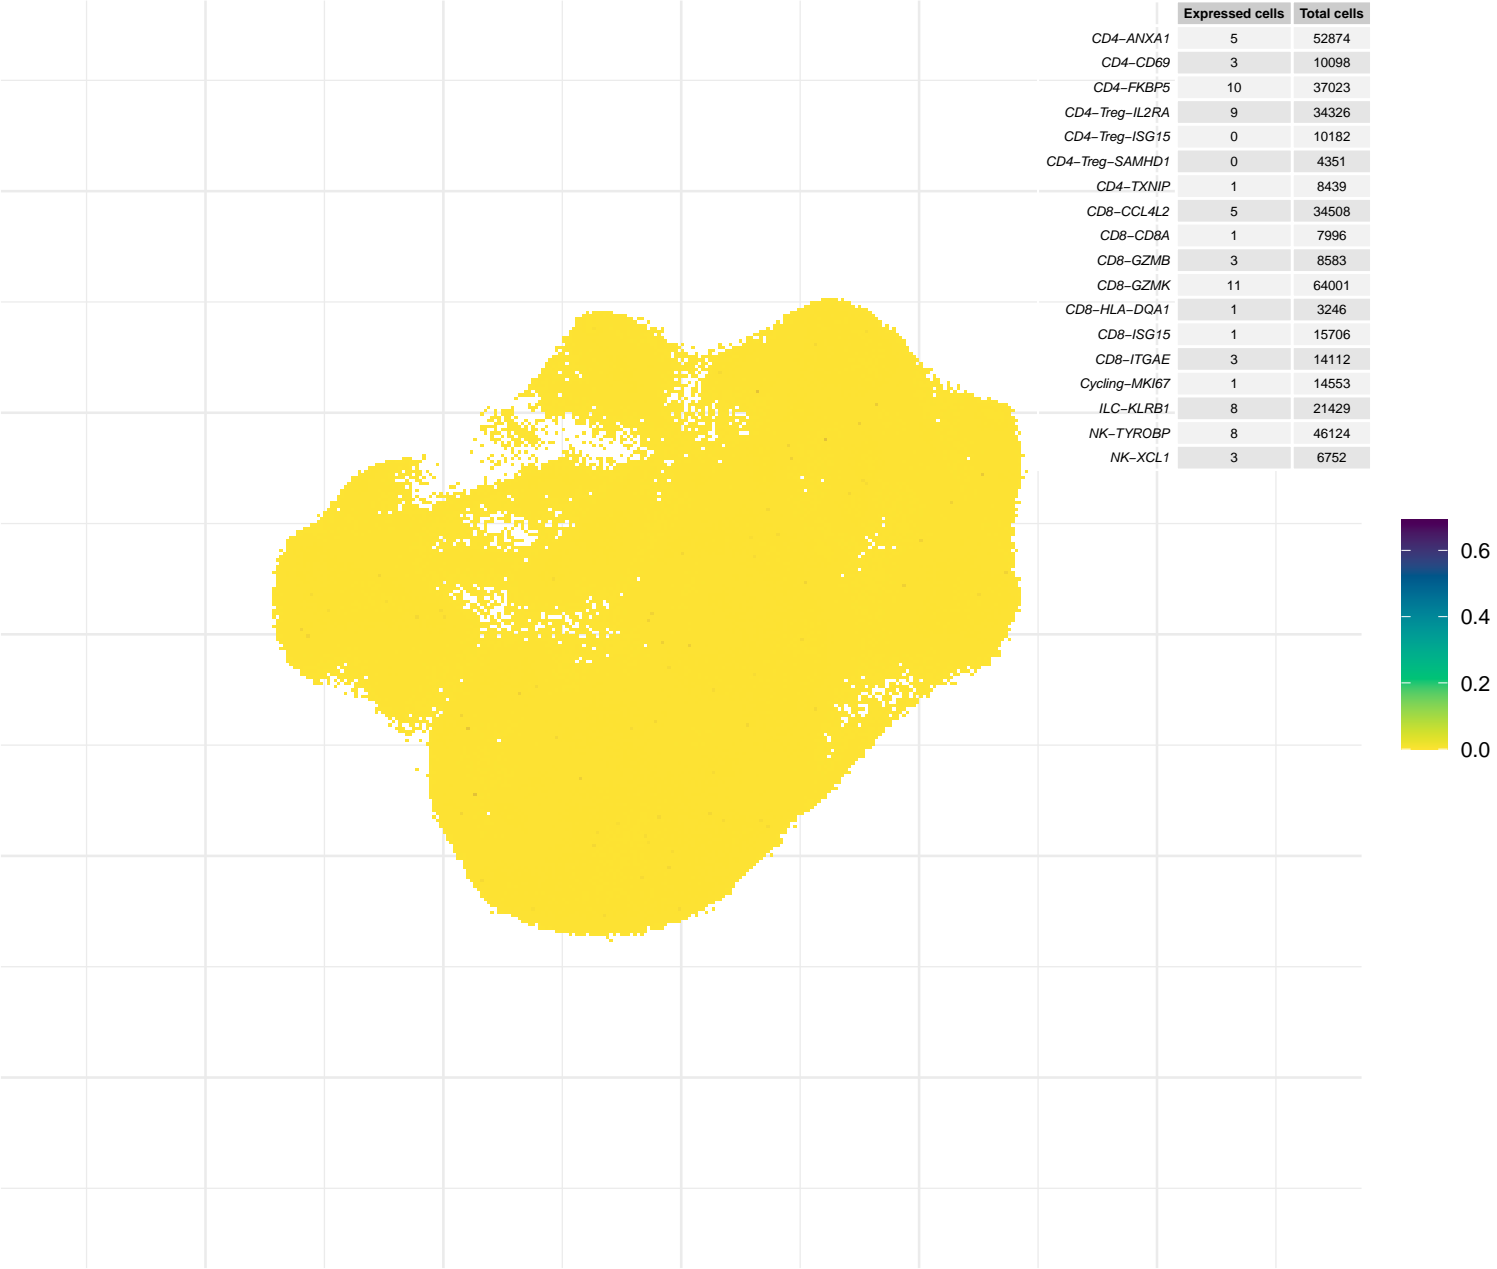 Expressed cells Total cells
CD4−ANXA1 5 52874
CD4−CD69 3 10098
CD4−FKBP5 10 37023
CD4−Treg−IL2RA 9 34326
CD4−Treg−ISG15 0 10182
CD4−Treg−SAMHD1 0 4351
CD4−TXNIP 1 8439
CD8−CCL4L2 5 34508
CD8−CD8A 1 7996
CD8−GZMB 3 8583
CD8−GZMK 11 64001
CD8−HLA−DQA1 1 3246
CD8−ISG15 1 15706
CD8−ITGAE 3 14112
Cycling−MKI67 1 14553
ILC−KLRB1 8 21429
NK−TYROBP 8 46124
NK−XCL1 3 6752
0.6
0.4
0.2
0.0